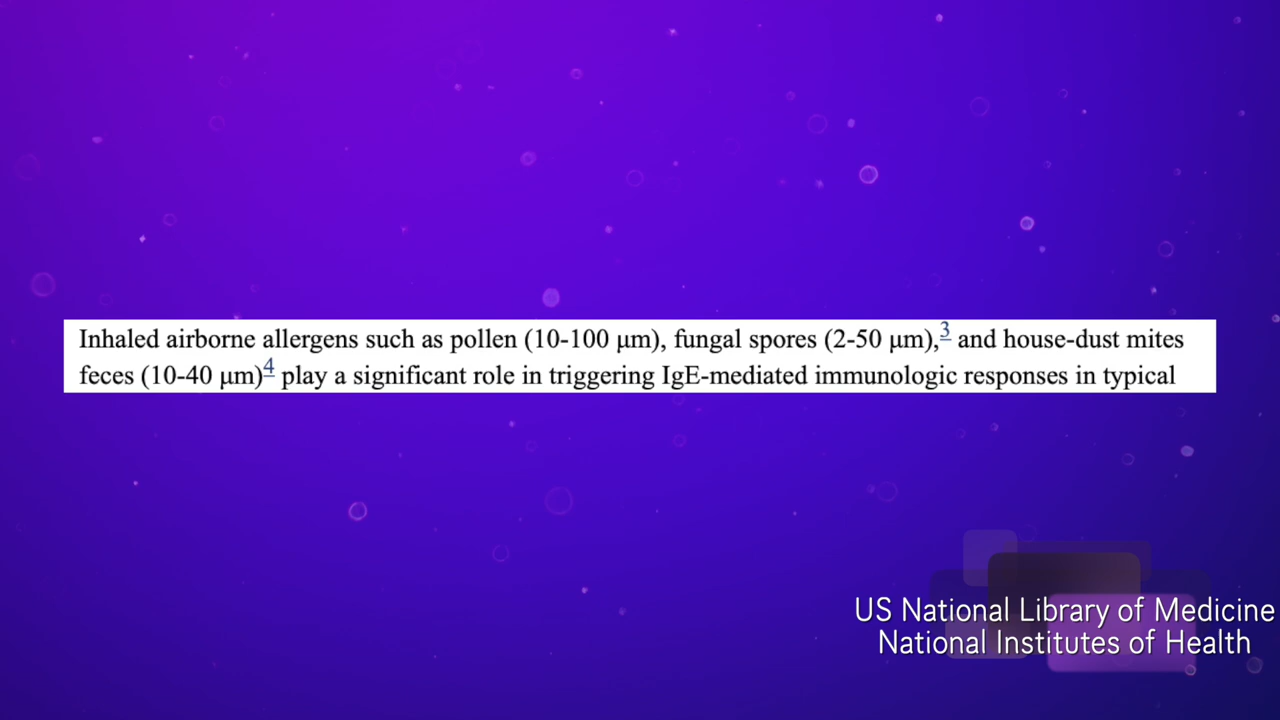 Inhaled airborne allergens such as pollen (10-100 μm), fungal spores (2-50 μm),3 and house-dust mites
feces (10-40 μm)4 play a significant role in triggering IgE-mediated immunologic responses in typical
US National Library of Medicine
National Institutes of Health